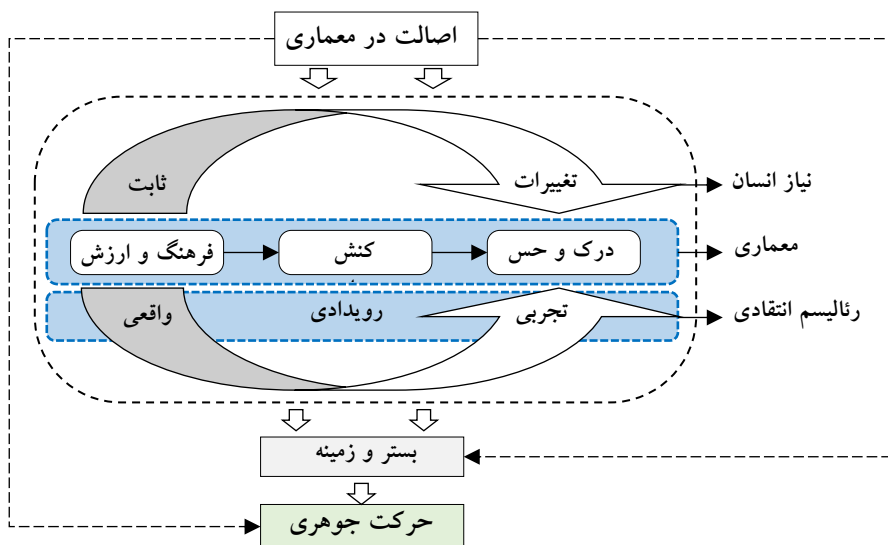 اصالت در معماری
ثابت
تغییرات
نیاز انسان
فرهنگ و ارزش
کنش
درک و حس
معماری
واقعی
رویدادی
تجربی
رئالیسم انتقادی
بستر و زمینه
حرکت جوهری